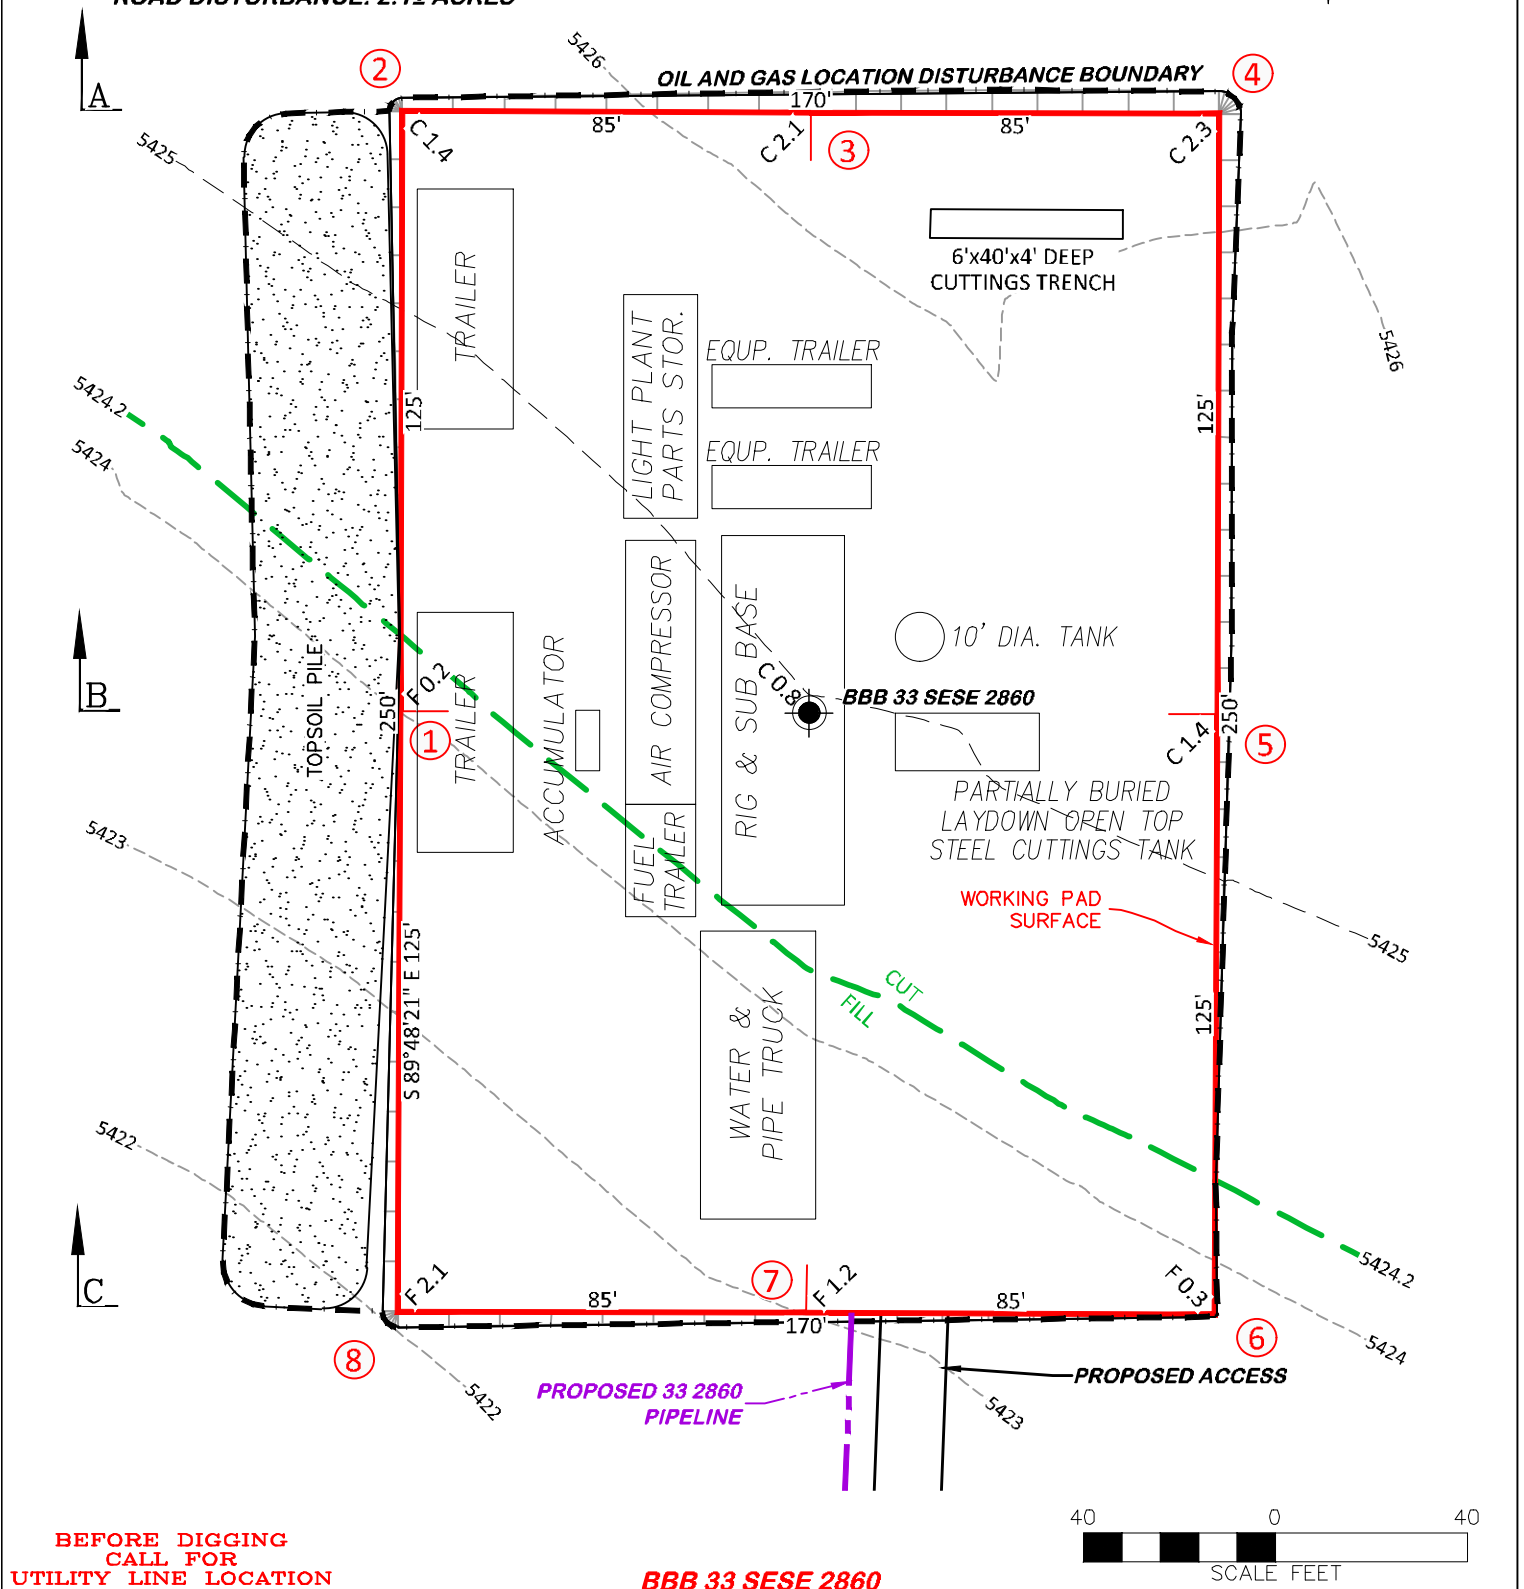 ROAD DISTURBANCE: 2.1± ACRES
A
2
5426
OIL AND GAS LOCATION DISTURBANCE BOUNDARY
4
170'
85'
85'
C 1.4
C 2.1
3
C 2.3
5425
TRAILER
6'x40'x4' DEEP
CUTTINGS TRENCH
LIGHT PLANT
PARTS STOR.
EQUP. TRAILER
5426
5424.2
125'
125'
5424
EQUP. TRAILER
B
TOPSOIL PILE
250'
F 0.2
1
TRAILER
ACCUMULATOR
AIR COMPRESSOR
RIG & SUB BASE
C 0.8
10' DIA. TANK
BBB 33 SESE 2860
C 1.4
250'
5
PARTIALLY BURIED
LAYDOWN OPEN TOP
STEEL CUTTINGS TANK
5423
FUEL
TRAILER
WORKING PAD
SURFACE
5425
S 89°48'21" E 125'
CUT
FILL
125'
WATER &
PIPE TRUCK
5422
C
F 2.1
85'
7
F 1.2
85'
F 0.3
5424.2
170'
8
6
5424
5422
PROPOSED 33 2860
PIPELINE
PROPOSED ACCESS
5423
40 0 40
SCALE FEET
BEFORE DIGGING
CALL FOR
UTILITY LINE LOCATION
BBB 33 SESE 2860